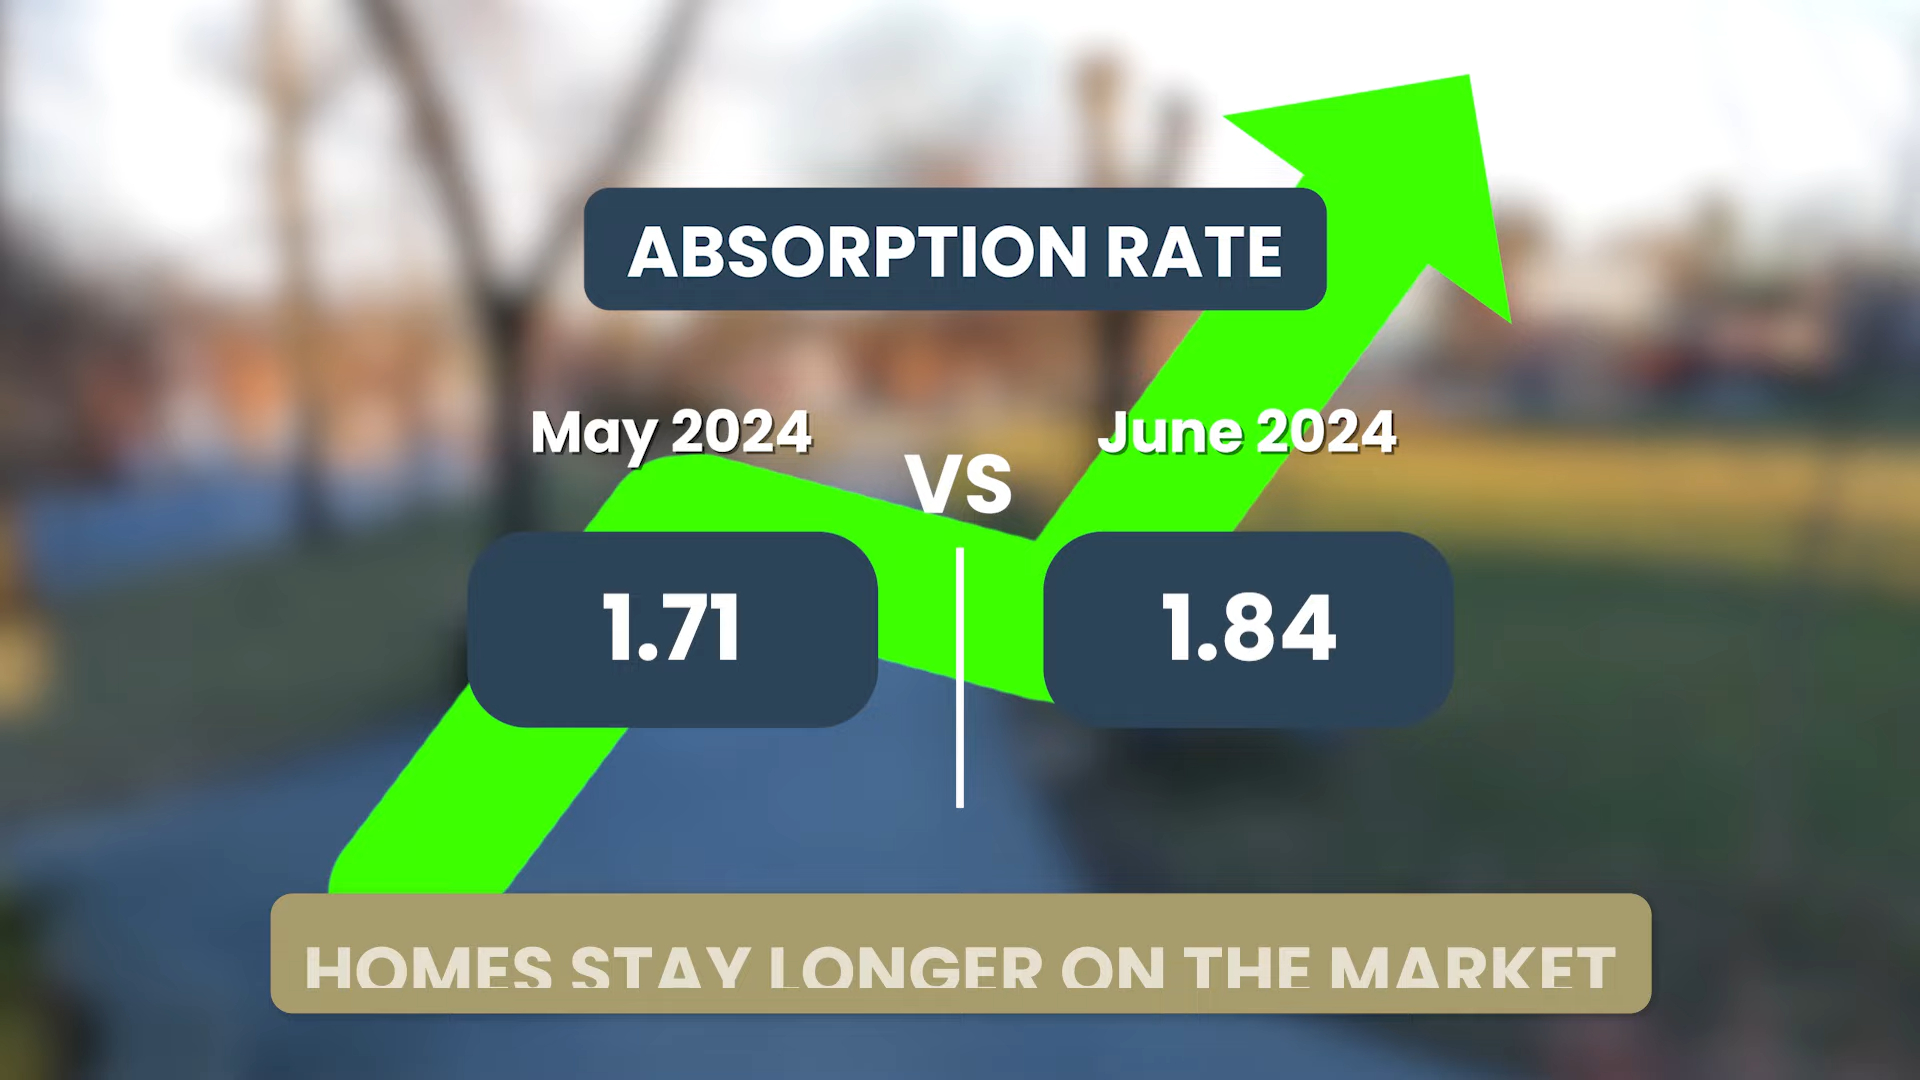 ABSORPTION RATE
May 2024
VS
June 2024
1.71
1.84
HOMES STAY LONGER ON THE MARKET